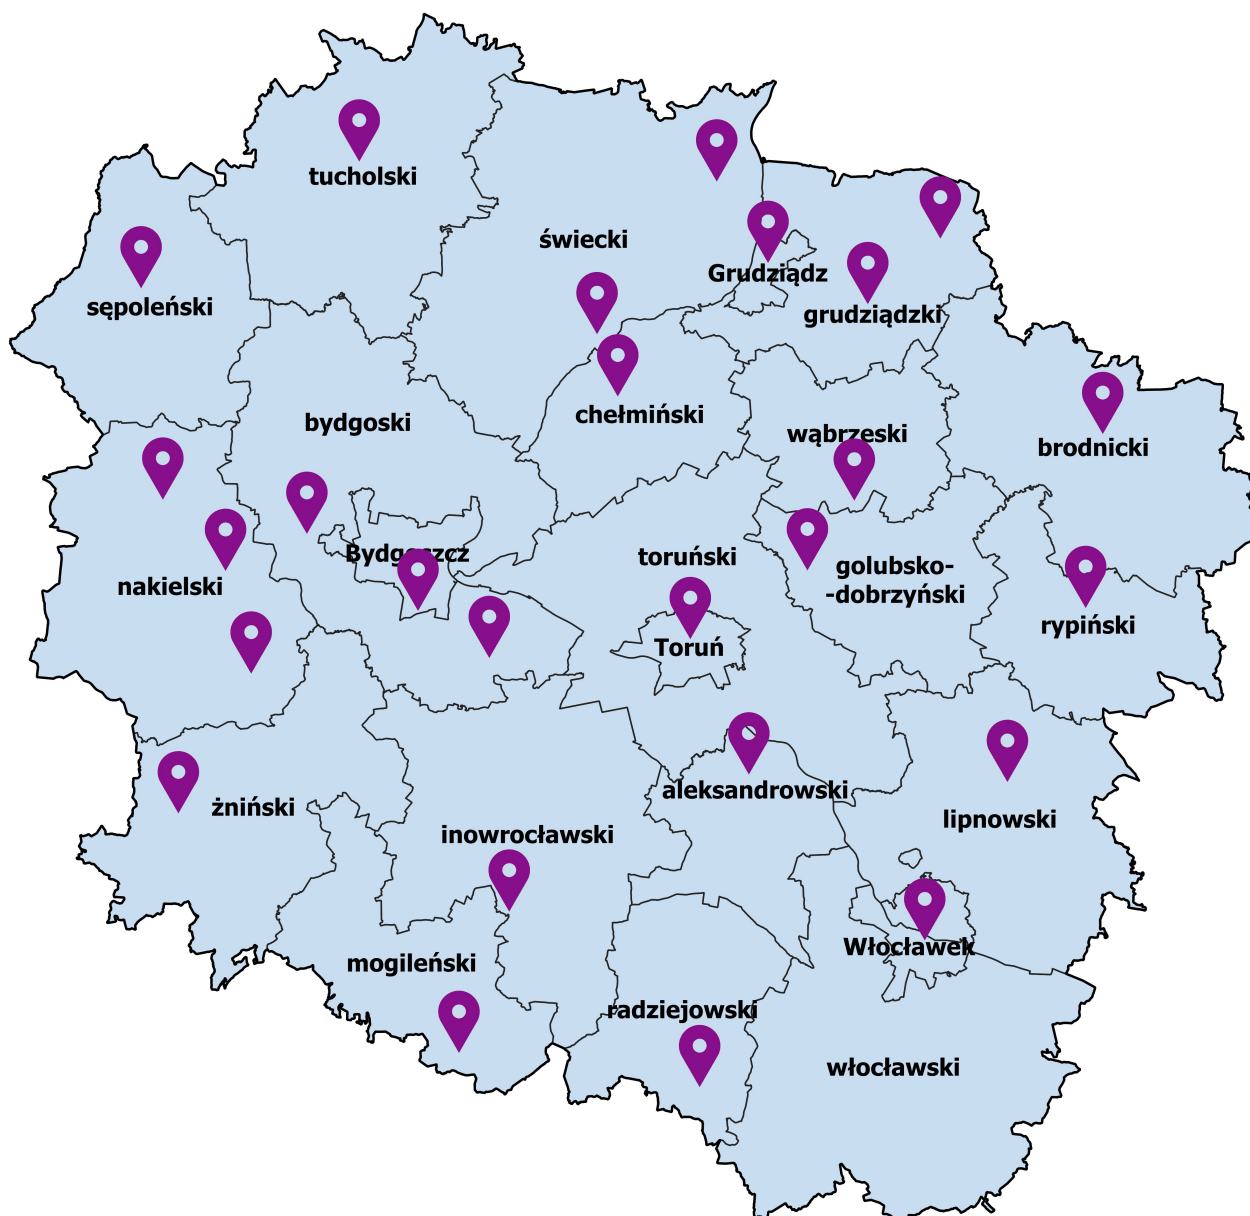 tucholski
świecki
Grudziądz
sępoleński
grudziądzki
chełmiński
bydgoski
wąbrzeski
brodnicki
Bydgoszcz
toruński
golubsko-
-dobrzyński
nakielski
rypiński
Toruń
aleksandrowski
żniński
lipnowski
inowrocławski
Włocławek
mogileński
radziejowski
włocławski